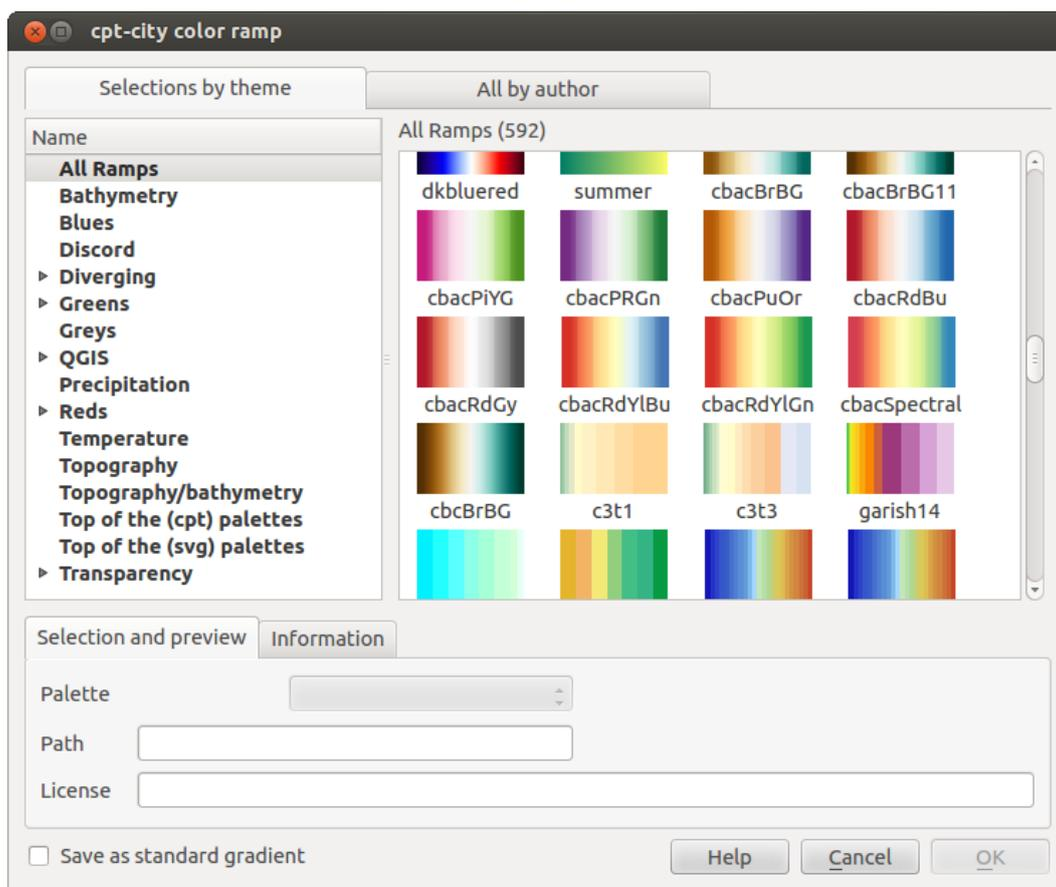 cpt-city color ramp
Selections by theme
All by author
Name
All Ramps
Bathymetry
Blues
Discord
Diverging
Greens
Greys
QGIS
Precipitation
Reds
Temperature
Topography
Topography/bathymetry
Top of the (cpt) palettes
Top of the (svg) palettes
Transparency
All Ramps (592)
dkbluered summer cbacBrBG cbacBrBG11
cbacPiYG cbacPRGn cbacPuOr cbacRdBu
cbacRdGy cbacRdYlBu cbacRdYlGn cbacSpectral
cbcBrBG c3t1 c3t3 garish14
Selection and preview
Information
Palette
Path
License
Save as standard gradient
Help
Cancel
OK